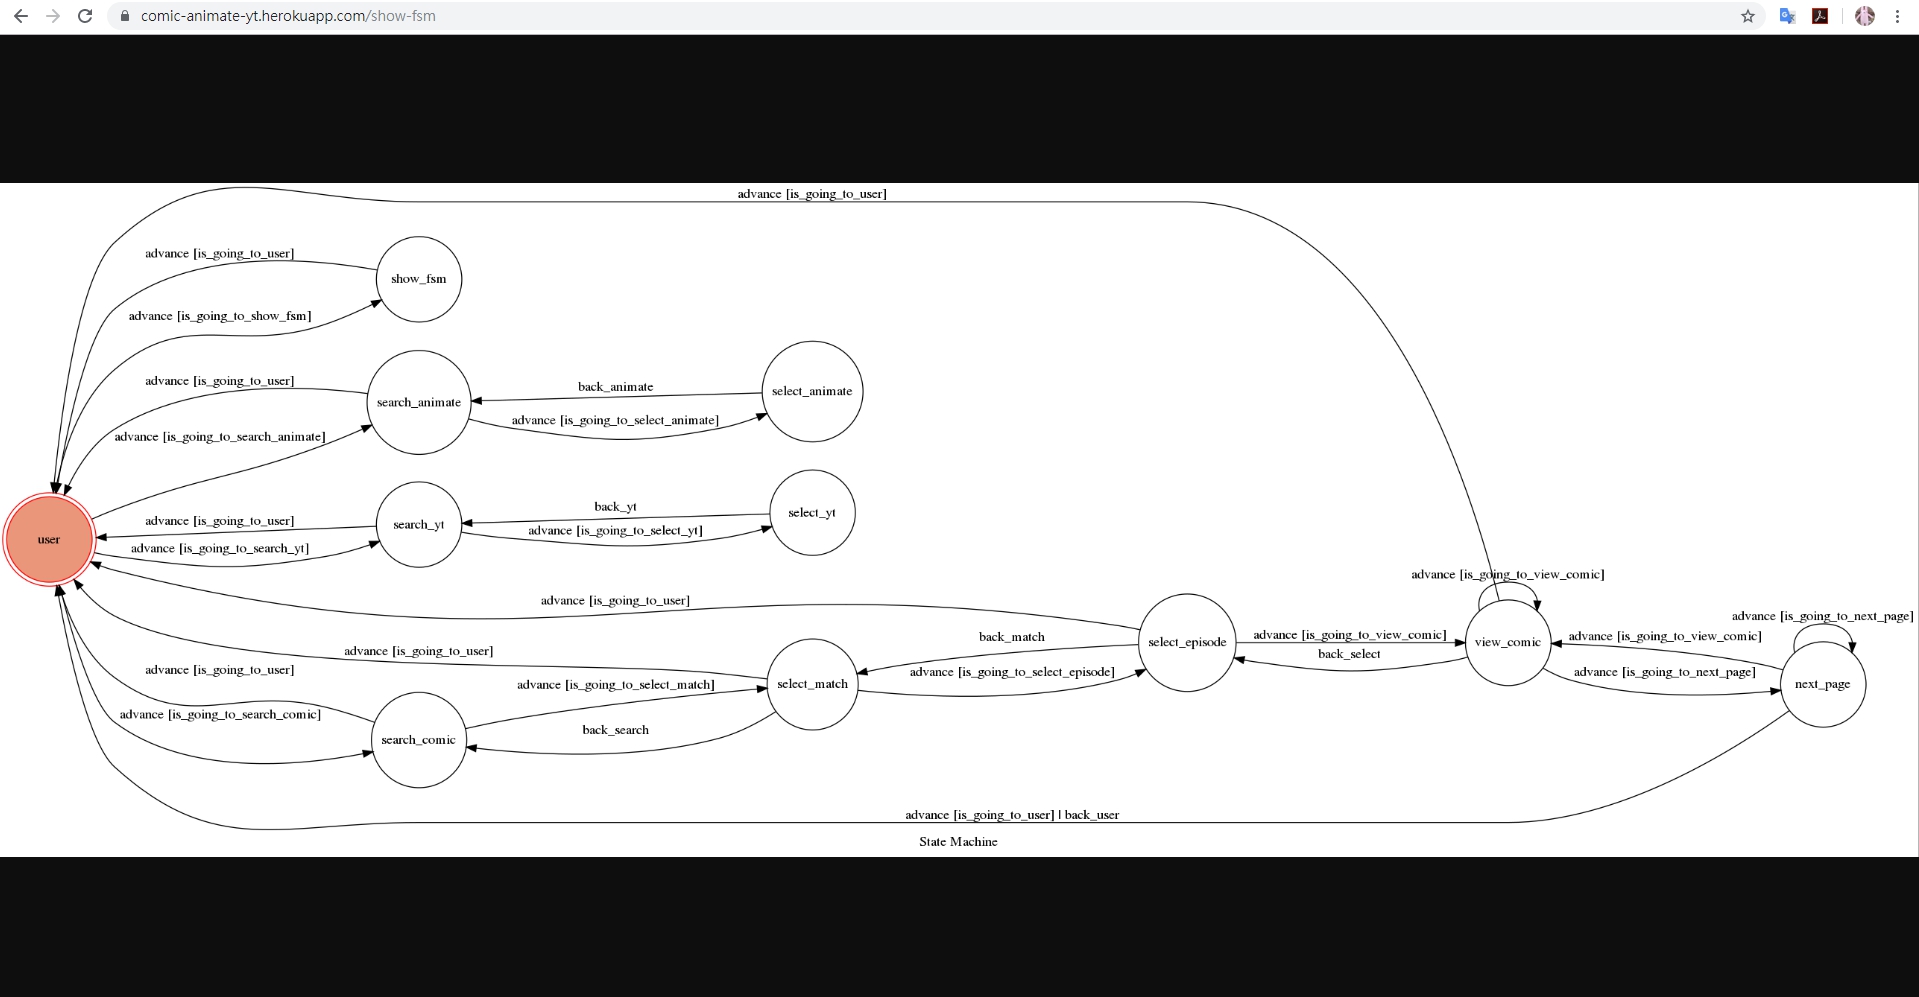 comic-animate-yt.herokuapp.com/show-fsm
advance [is_going_to_user]
advance [is_going_to_user]
show_fsm
advance [is_going_to_show_fsm]
advance [is_going_to_user]
back_animate
select_animate
search_animate
advance [is_going_to_select_animate]
advance [is_going_to_search_animate]
back_yt
select_yt
advance [is_going_to_user]
search_yt
advance [is_going_to_select_yt]
user
advance [is_going_to_search_yt]
advance [is_going_to_view_comic]
advance [is_going_to_user]
advance [is_going_to_next_page]
back_match
select_episode
advance [is_going_to_view_comic]
view_comic
advance [is_going_to_view_comic]
advance [is_going_to_user]
back_select
advance [is_going_to_user]
advance [is_going_to_select_episode]
advance [is_going_to_next_page]
advance [is_going_to_select_match]
select_match
next_page
advance [is_going_to_search_comic]
back_search
search_comic
advance [is_going_to_user] | back_user
State Machine